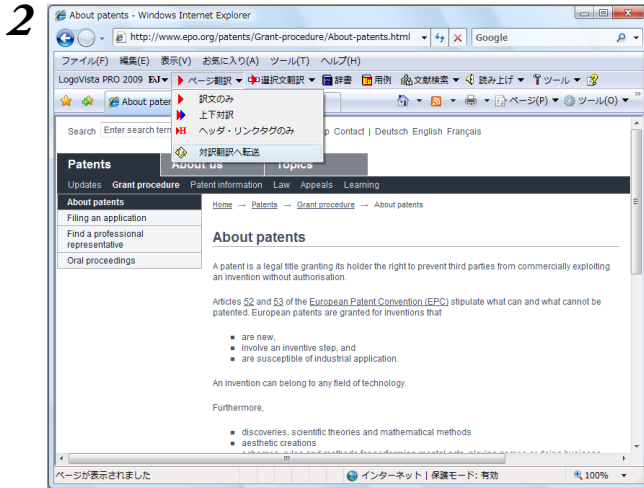 2
About patents - Windows Internet Explorer
http://www.epo.org/patents/Grant-procedure/About-patents.html
Google
ファイル(F) 編集(E) 表示(V) お気に入り(A) ツール(T) ヘルプ(H)
LogoVista PRO 2009 EJ ページ翻訳 選択文翻訳 辞書 用例 文献検索 読み上げ ツール
About paten ページ(P) ツール(O)
訳文のみ
上下対訳
ヘッダ・リンクタグのみ
対訳翻訳へ転送
Search Enter search term p Contact | Deutsch English Français
Patents About us Topics
Updates Grant procedure Patent information Law Appeals Learning
About patents
Filing an application
Find a professional
representative
Oral proceedings
Home → Patents → Grant procedure → About patents
About patents
A patent is a legal title granting its holder the right to prevent third parties from commercially exploiting
an invention without authorisation.
Articles 52 and 53 of the European Patent Convention (EPC) stipulate what can and what cannot be
patented. European patents are granted for inventions that
are new,
involve an inventive step, and
are susceptible of industrial application.
An invention can belong to any field of technology.
Furthermore,
discoveries, scientific theories and mathematical methods
aesthetic creations
ページが表示されました インターネット | 保護モード: 有効 100%